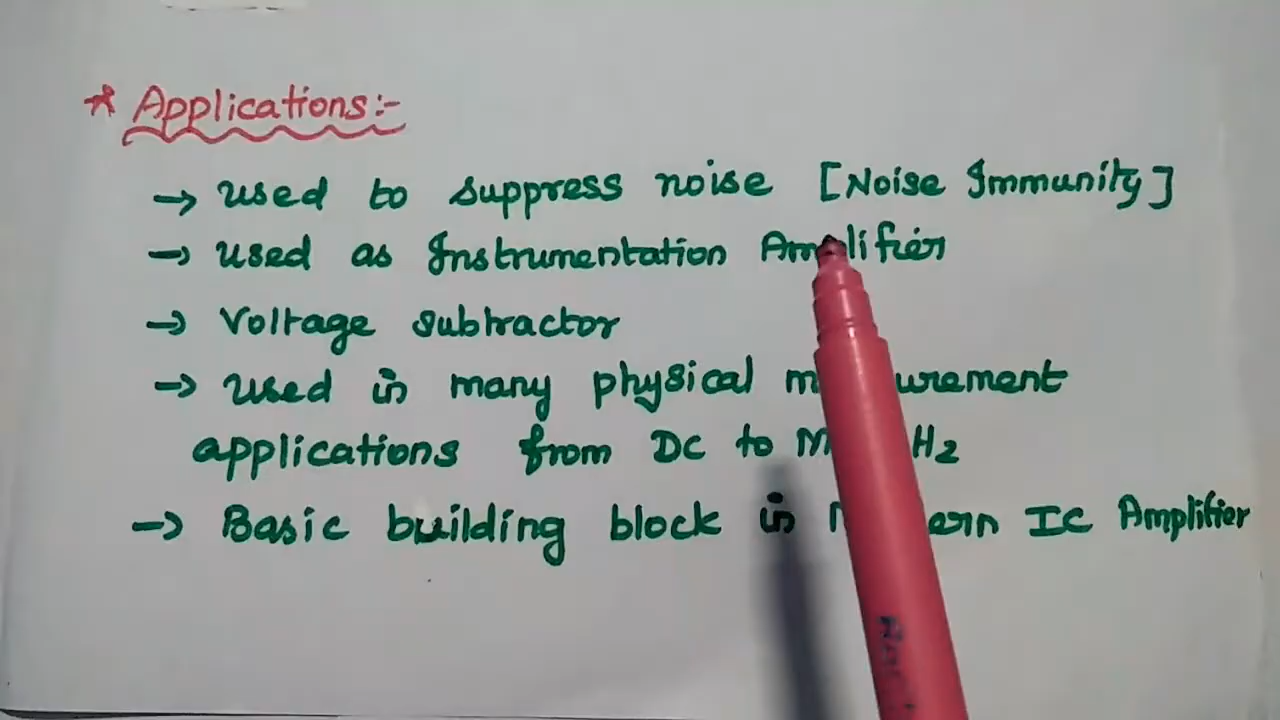 * Applications:-
→ used to suppress noise [Noise Immunity]
→ used as Instrumentation Amplifier
→ Voltage subtractor
→ used in many physical
applications from DC to
→ Basic building block in IC Amplifier